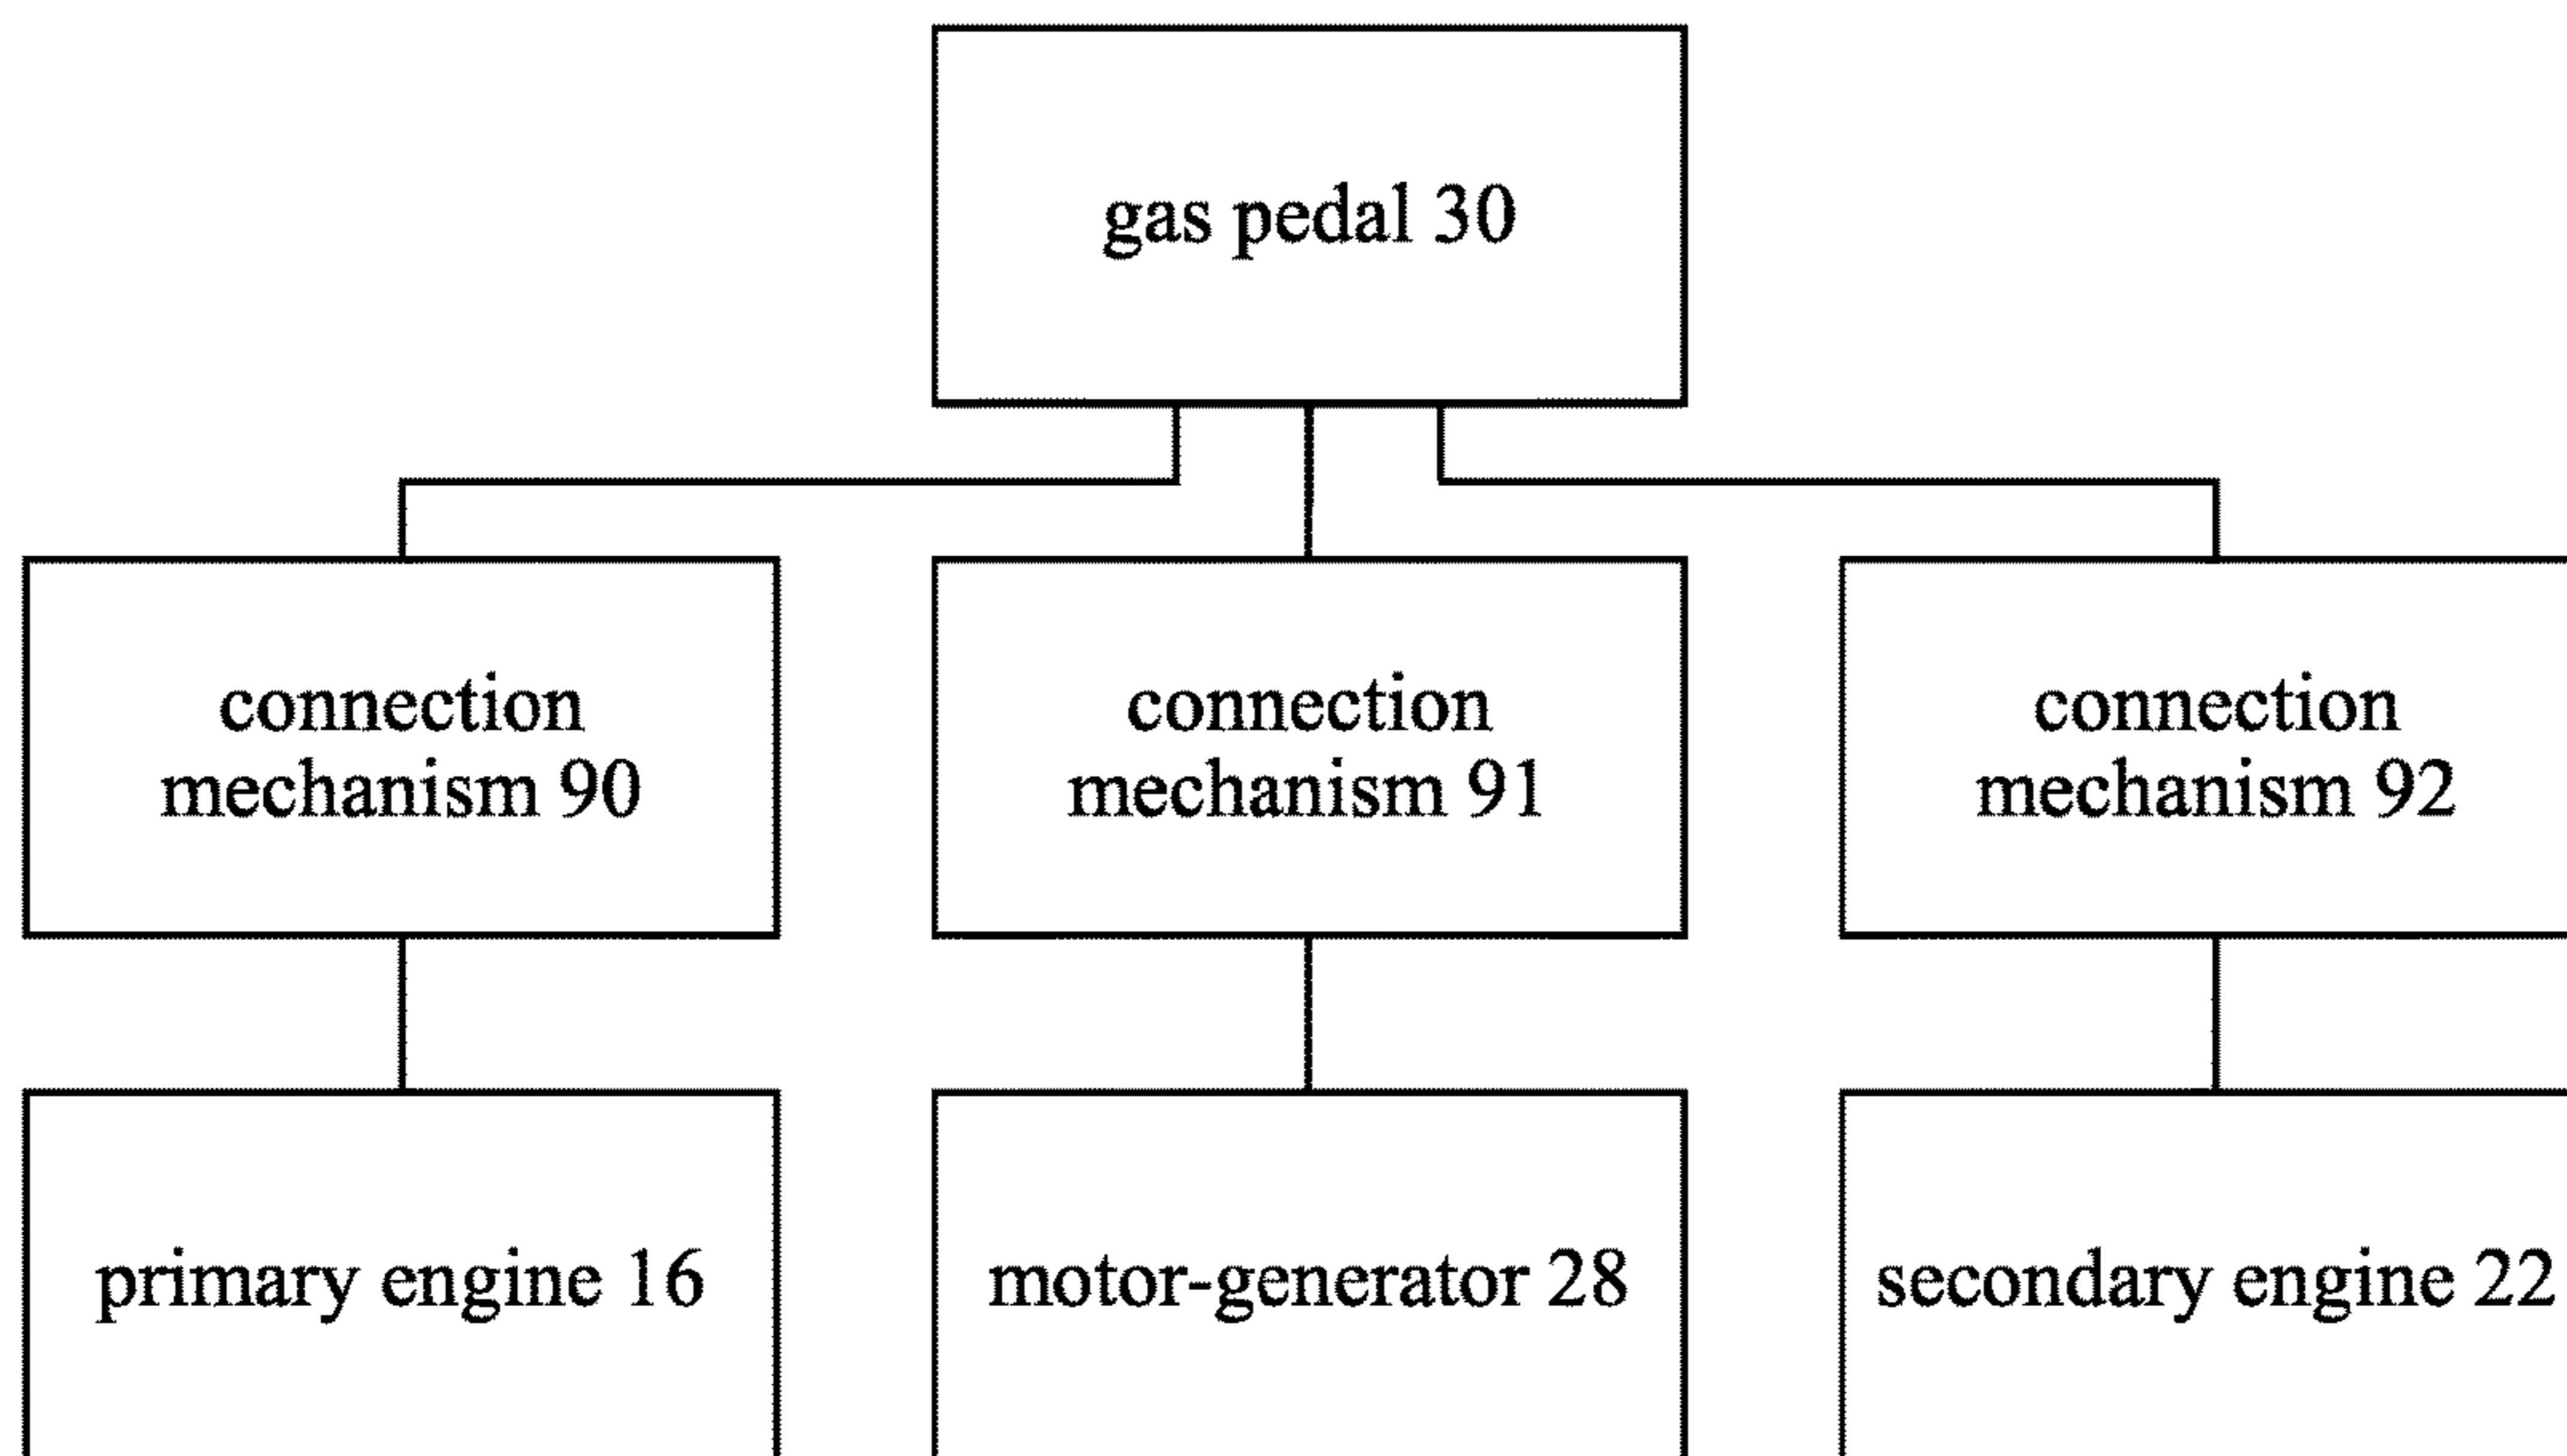 gas pedal 30
connection
mechanism 90
connection
mechanism 91
connection
mechanism 92
primary engine 16
motor-generator 28
secondary engine 22